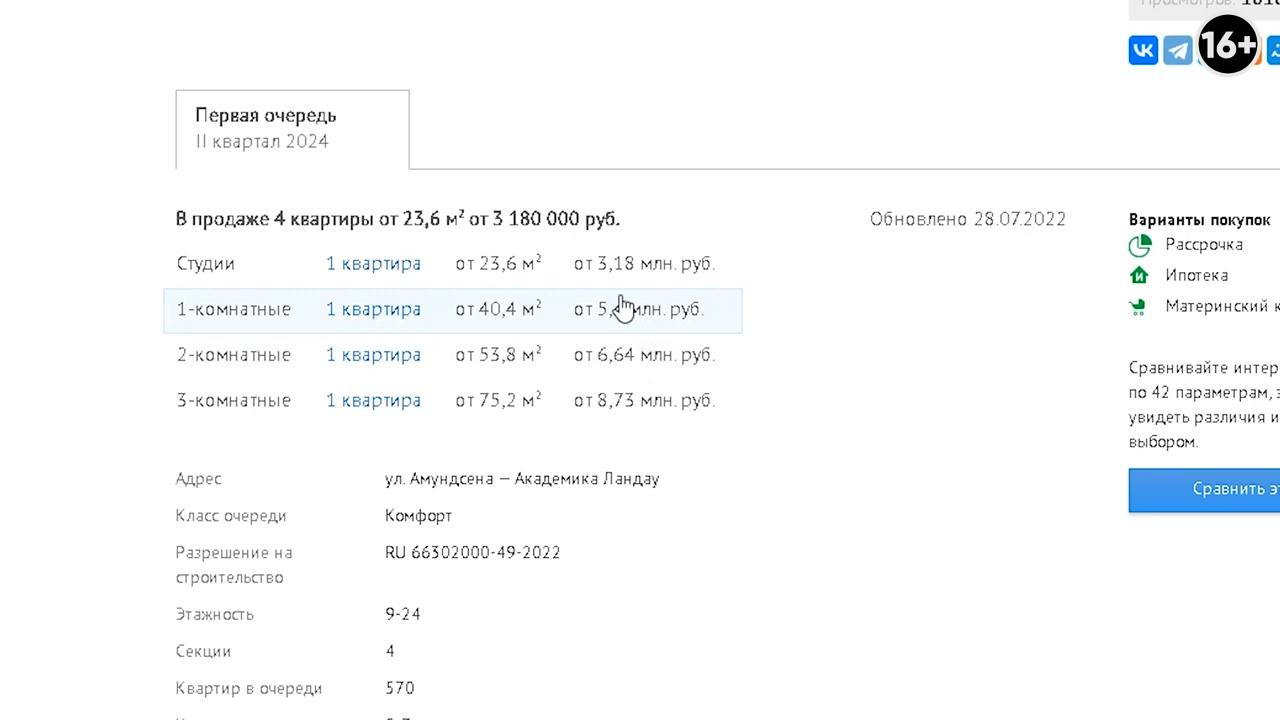 Просмотров:
16+
Первая очередь
II квартал 2024
В продаже 4 квартиры от 23,6 м² от 3 180 000 руб.
Обновлено 28.07.2022
Студии 1 квартира от 23,6 м² от 3,18 млн. руб.
1-комнатные 1 квартира от 40,4 м² от 5, млн. руб.
2-комнатные 1 квартира от 53,8 м² от 6,64 млн. руб.
3-комнатные 1 квартира от 75,2 м² от 8,73 млн. руб.
Адрес ул. Амундсена — Академика Ландау
Класс очереди Комфорт
Разрешение на RU 66302000-49-2022
строительство
Этажность 9-24
Секции 4
Квартир в очереди 570
Варианты покупок
Рассрочка
Ипотека
Материнский к
Сравнивайте интер
по 42 параметрам, з
увидеть различия и
выбором.
Сравнить эт